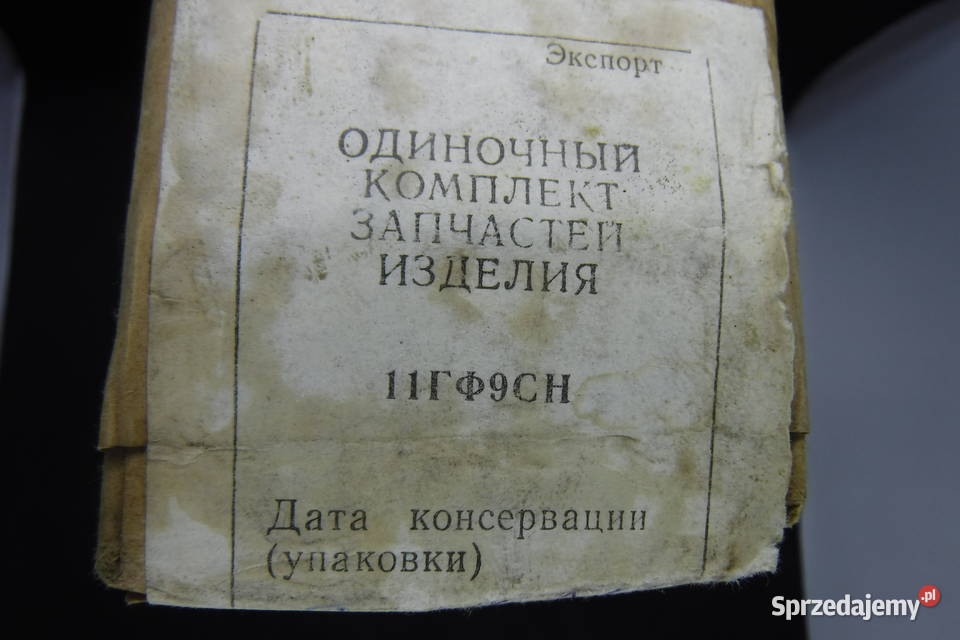 Экспорт
ОДИНОЧНЫЙ
КОМПЛЕКТ
ЗАПЧАСТЕЙ
ИЗДЕЛИЯ
11ГФ9СН
Дата консервации
(упаковки)
Sprzedajemy.pl